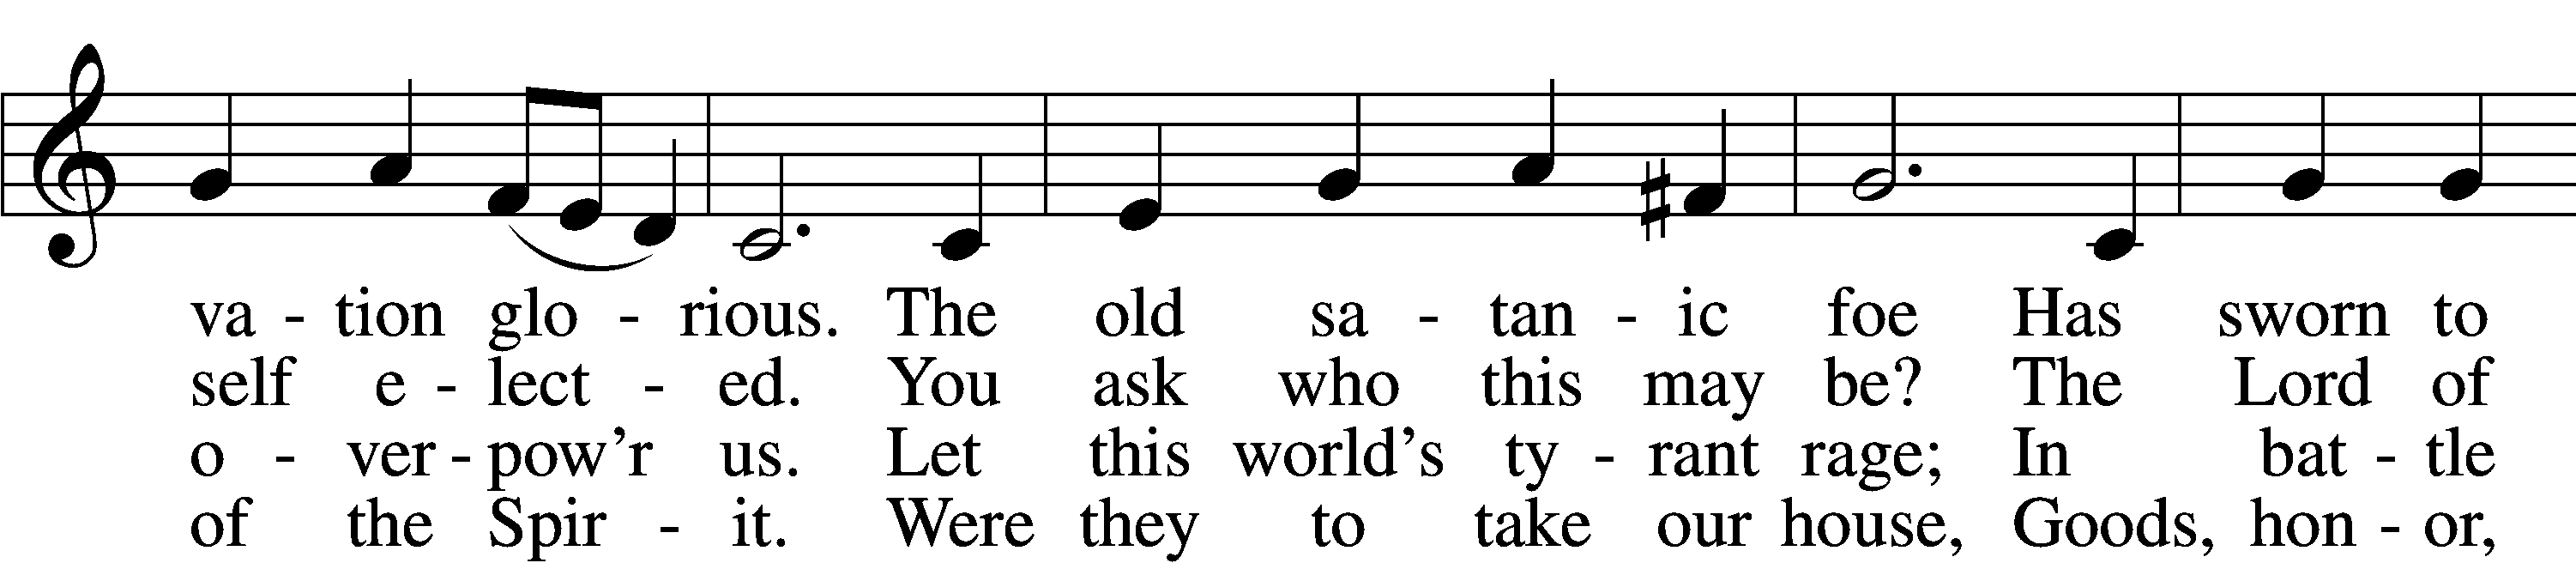 va - tion glo - rious. The old sa - tan - ic foe Has sworn to
self e - lect - ed. You ask who this may be? The Lord of
o - ver - pow'r us. Let this world's ty - rant rage; In bat - tle
of the Spir - it. Were they to take our house, Goods, hon - or,